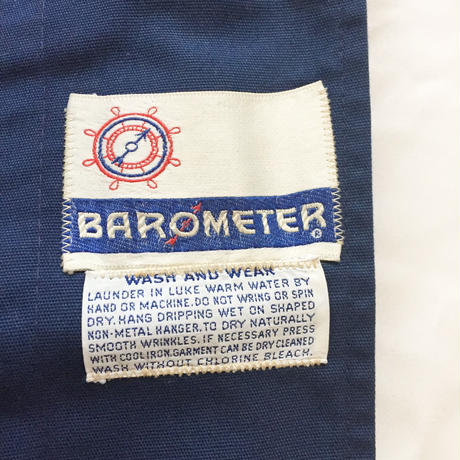 BAROMETER®
WASH AND WEAR
LAUNDER IN LUKE WARM WATER BY
HAND OR MACHINE. DO NOT WRING OR SPIN
DRY. HANG DRIPPING WET ON SHAPED
NON-METAL HANGER. TO DRY NATURALLY
SMOOTH WRINKLES. IF NECESSARY PRESS
WITH COOL IRON. GARMENT CAN BE DRY CLEANED
WASH WITHOUT CHLORINE BLEACH.